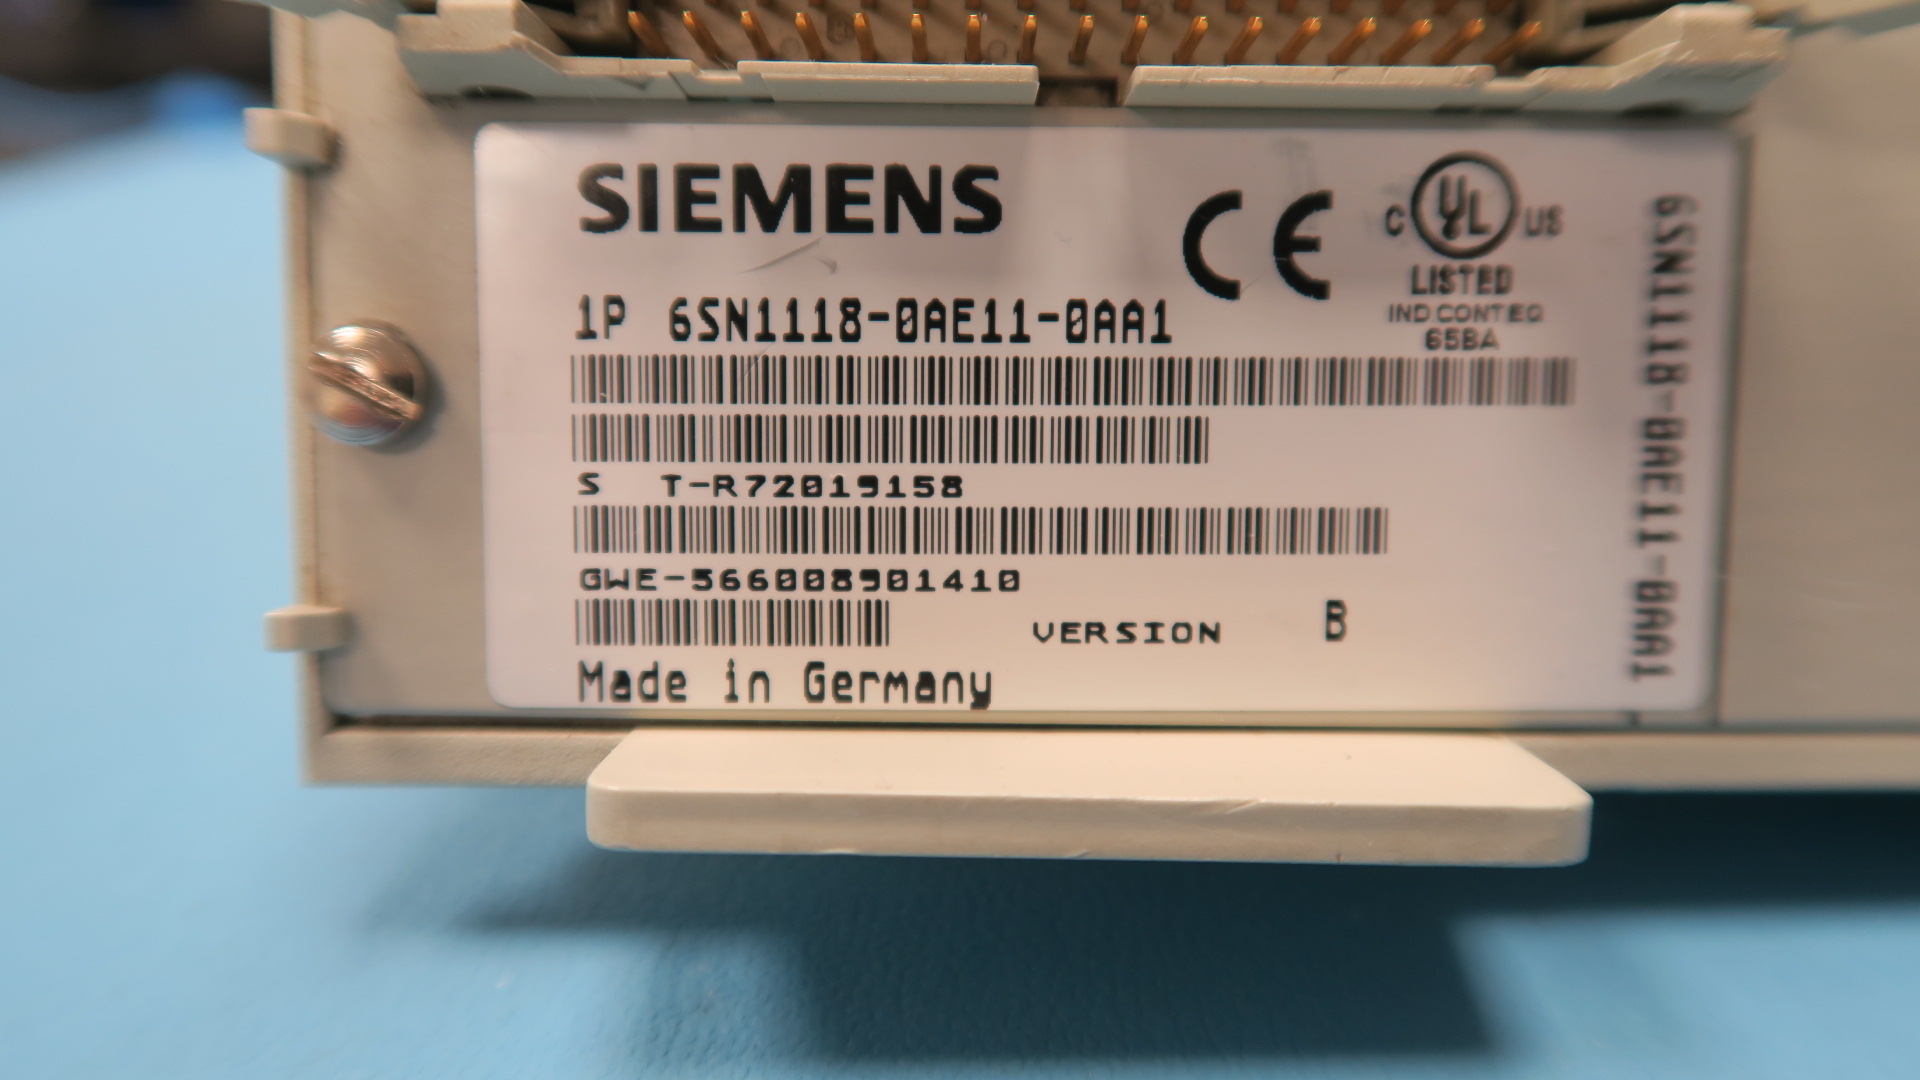 SIEMENS
CE
C UL US
LISTED
IND CONT EQ
65BA
1P 6SN1118-0AE11-0AA1
S T-R72019158
GWE-566008901410
VERSION B
Made in Germany
6SN1118-0AE11-0AA1